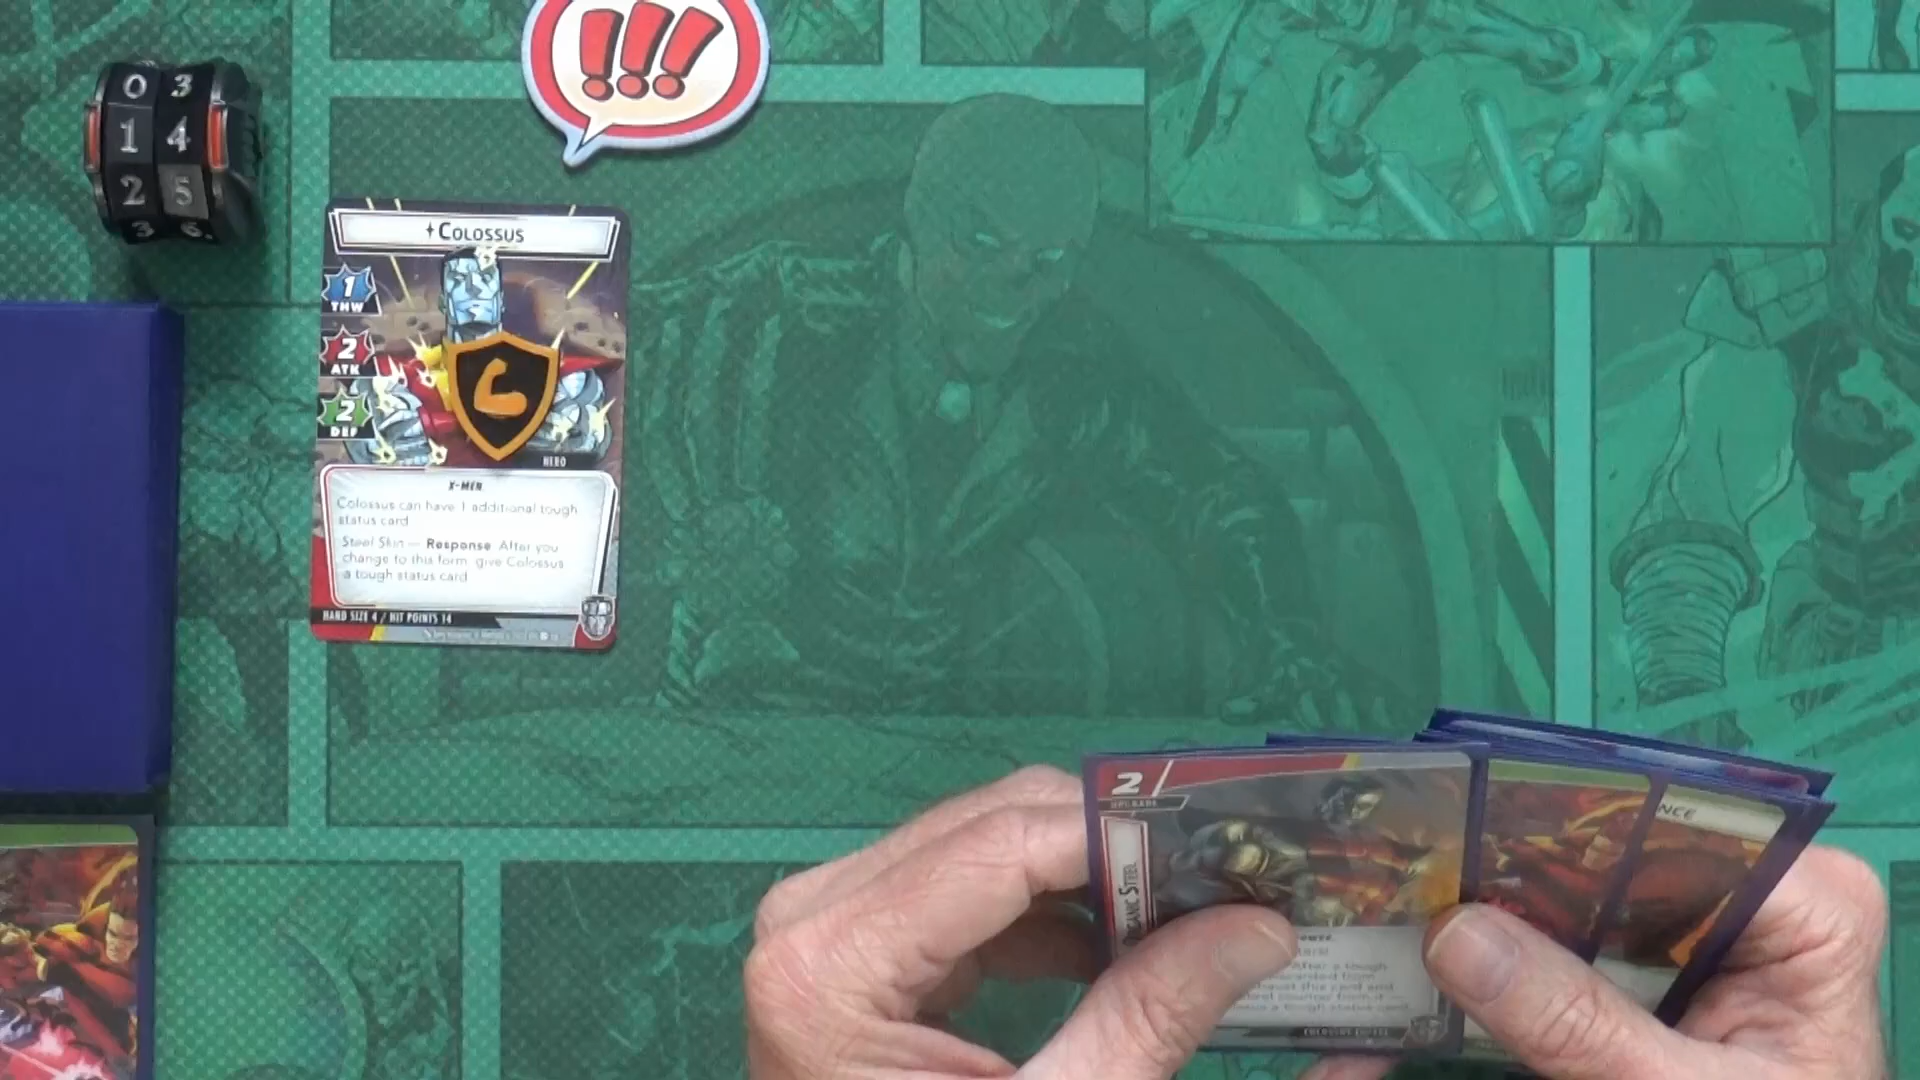 0 3
1 4
2 5
3 6.
!!!
COLOSSUS
1
THW
2
ATK
2
DEF
HERO
X-MEN
Colossus can have 1 additional tough
status card
Steel Skin — Response After you
change to this form, give Colossus
a tough status card
HAND SIZE 4 / HIT POINTS 14
2
UPGRADE
ORGANIC STEEL
After a tough
NCE